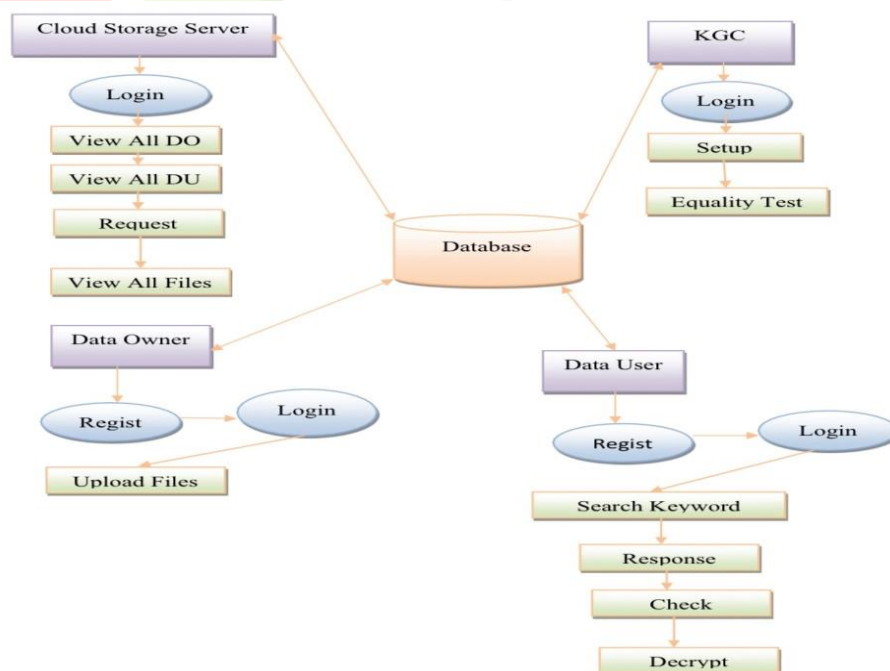 Cloud Storage Server
Login
View All DO
View All DU
Request
View All Files
KGC
Login
Setup
Equality Test
Database
Data Owner
Regist
Login
Upload Files
Data User
Regist
Login
Search Keyword
Response
Check
Decrypt